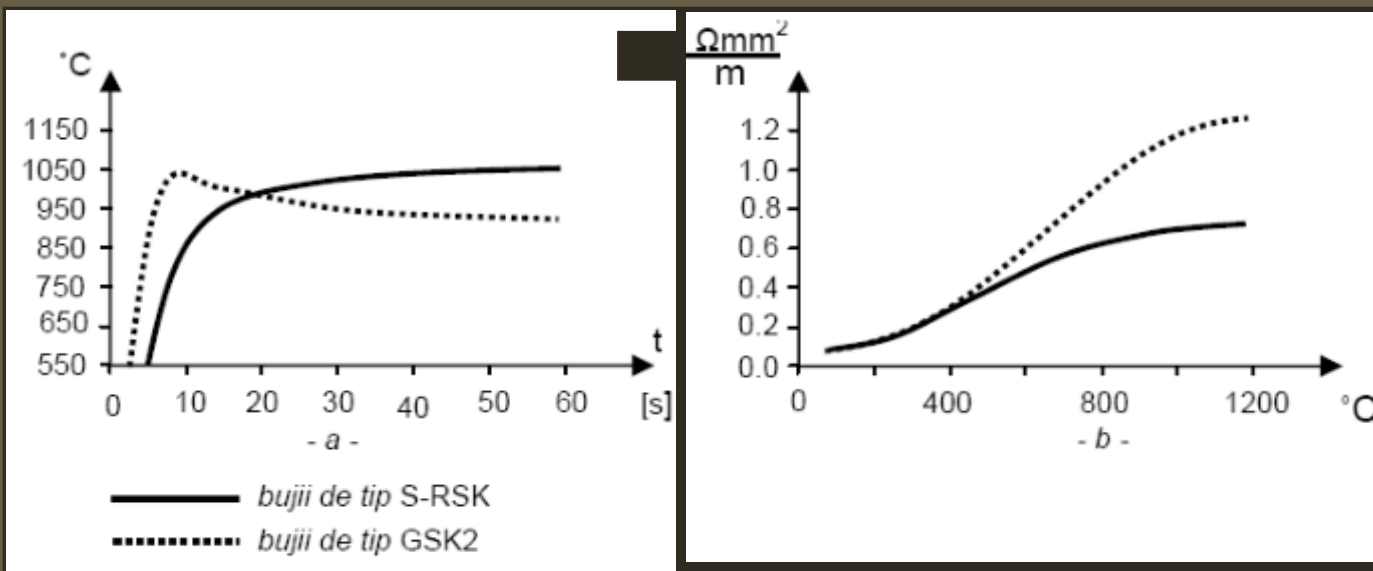 °C
1150
1050
950
850
750
650
550
0 10 20 30 40 50 60 [s]
t
- a -
bujii de tip S-RSK
bujii de tip GSK2
Ωmm²
m
1.2
1.0
0.8
0.6
0.4
0.2
0.0
0 400 800 1200 °C
- b -